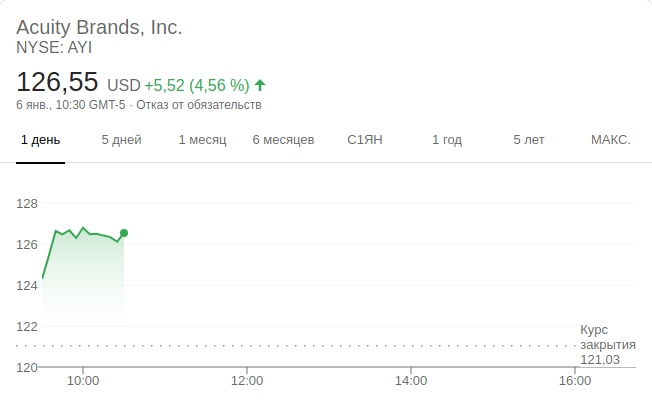 Acuity Brands, Inc.
NYSE: AYI
126,55 USD +5,52 (4,56 %)
6 янв., 10:30 GMT-5 · Отказ от обязательств
1 день 5 дней 1 месяц 6 месяцев С1ЯН 1 год 5 лет МАКС.
128
126
124
122
Курс
закрытия
121,03
120
10:00 12:00 14:00 16:00